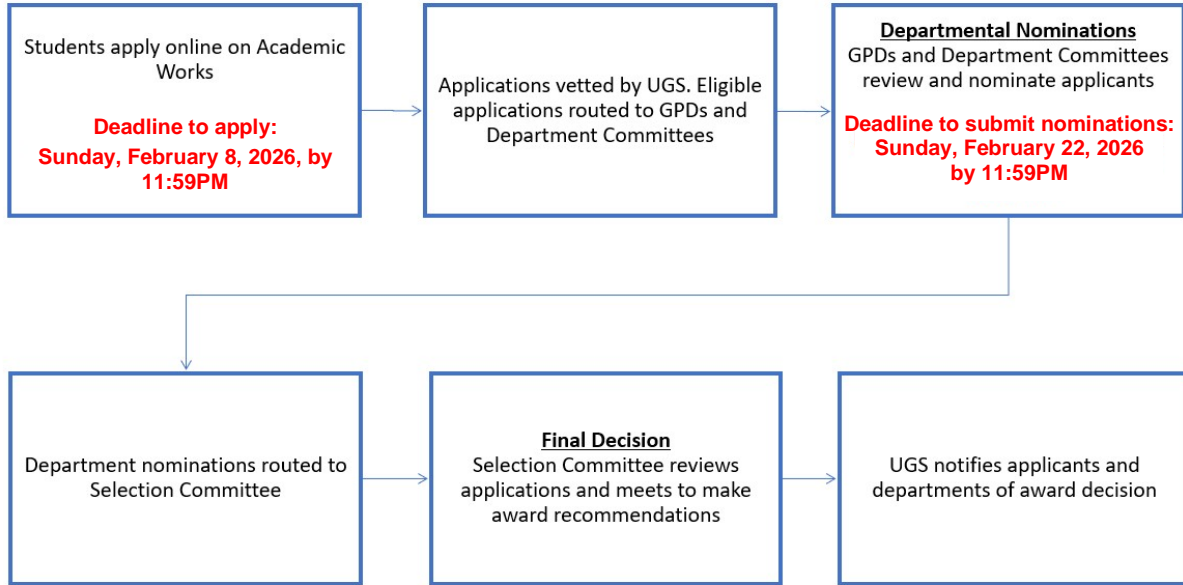 Students apply online on Academic
Works
Deadline to apply:
Sunday, February 8, 2026, by
11:59PM
Applications vetted by UGS. Eligible
applications routed to GPDs and
Department Committees
Departmental Nominations
GPDs and Department Committees
review and nominate applicants
Deadline to submit nominations:
Sunday, February 22, 2026
by 11:59PM
Department nominations routed to
Selection Committee
Final Decision
Selection Committee reviews
applications and meets to make
award recommendations
UGS notifies applicants and
departments of award decision